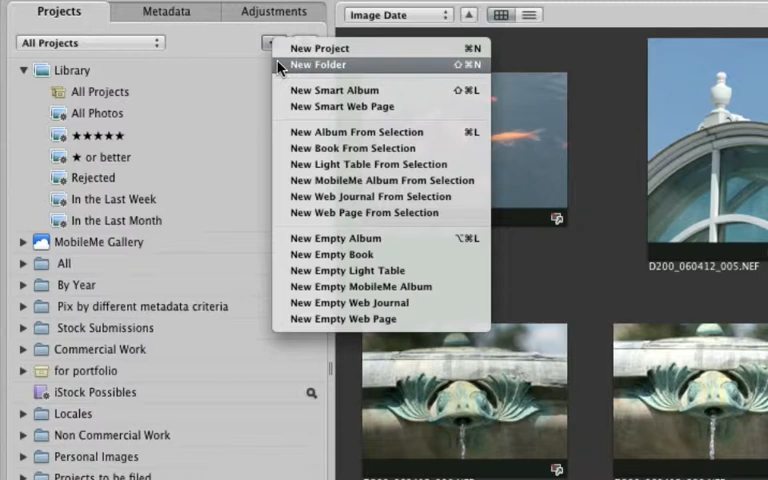 Projects
Metadata
Adjustments
All Projects
Library
All Projects
All Photos
★★★★★
★ or better
Rejected
In the Last Week
In the Last Month
MobileMe Gallery
All
By Year
Pix by different metadata criteria
Stock Submissions
Commercial Work
for portfolio
iStock Possibles
Locales
Non Commercial Work
Personal Images
Projects to be filed
New Project ⌘N
New Folder ⇧⌘N
New Smart Album ⇧⌘L
New Smart Web Page
New Album From Selection ⌘L
New Book From Selection
New Light Table From Selection
New MobileMe Album From Selection
New Web Journal From Selection
New Web Page From Selection
New Empty Album ⌥⌘L
New Empty Book
New Empty Light Table
New Empty MobileMe Album
New Empty Web Journal
New Empty Web Page
Image Date
D200_060412_005.NEF